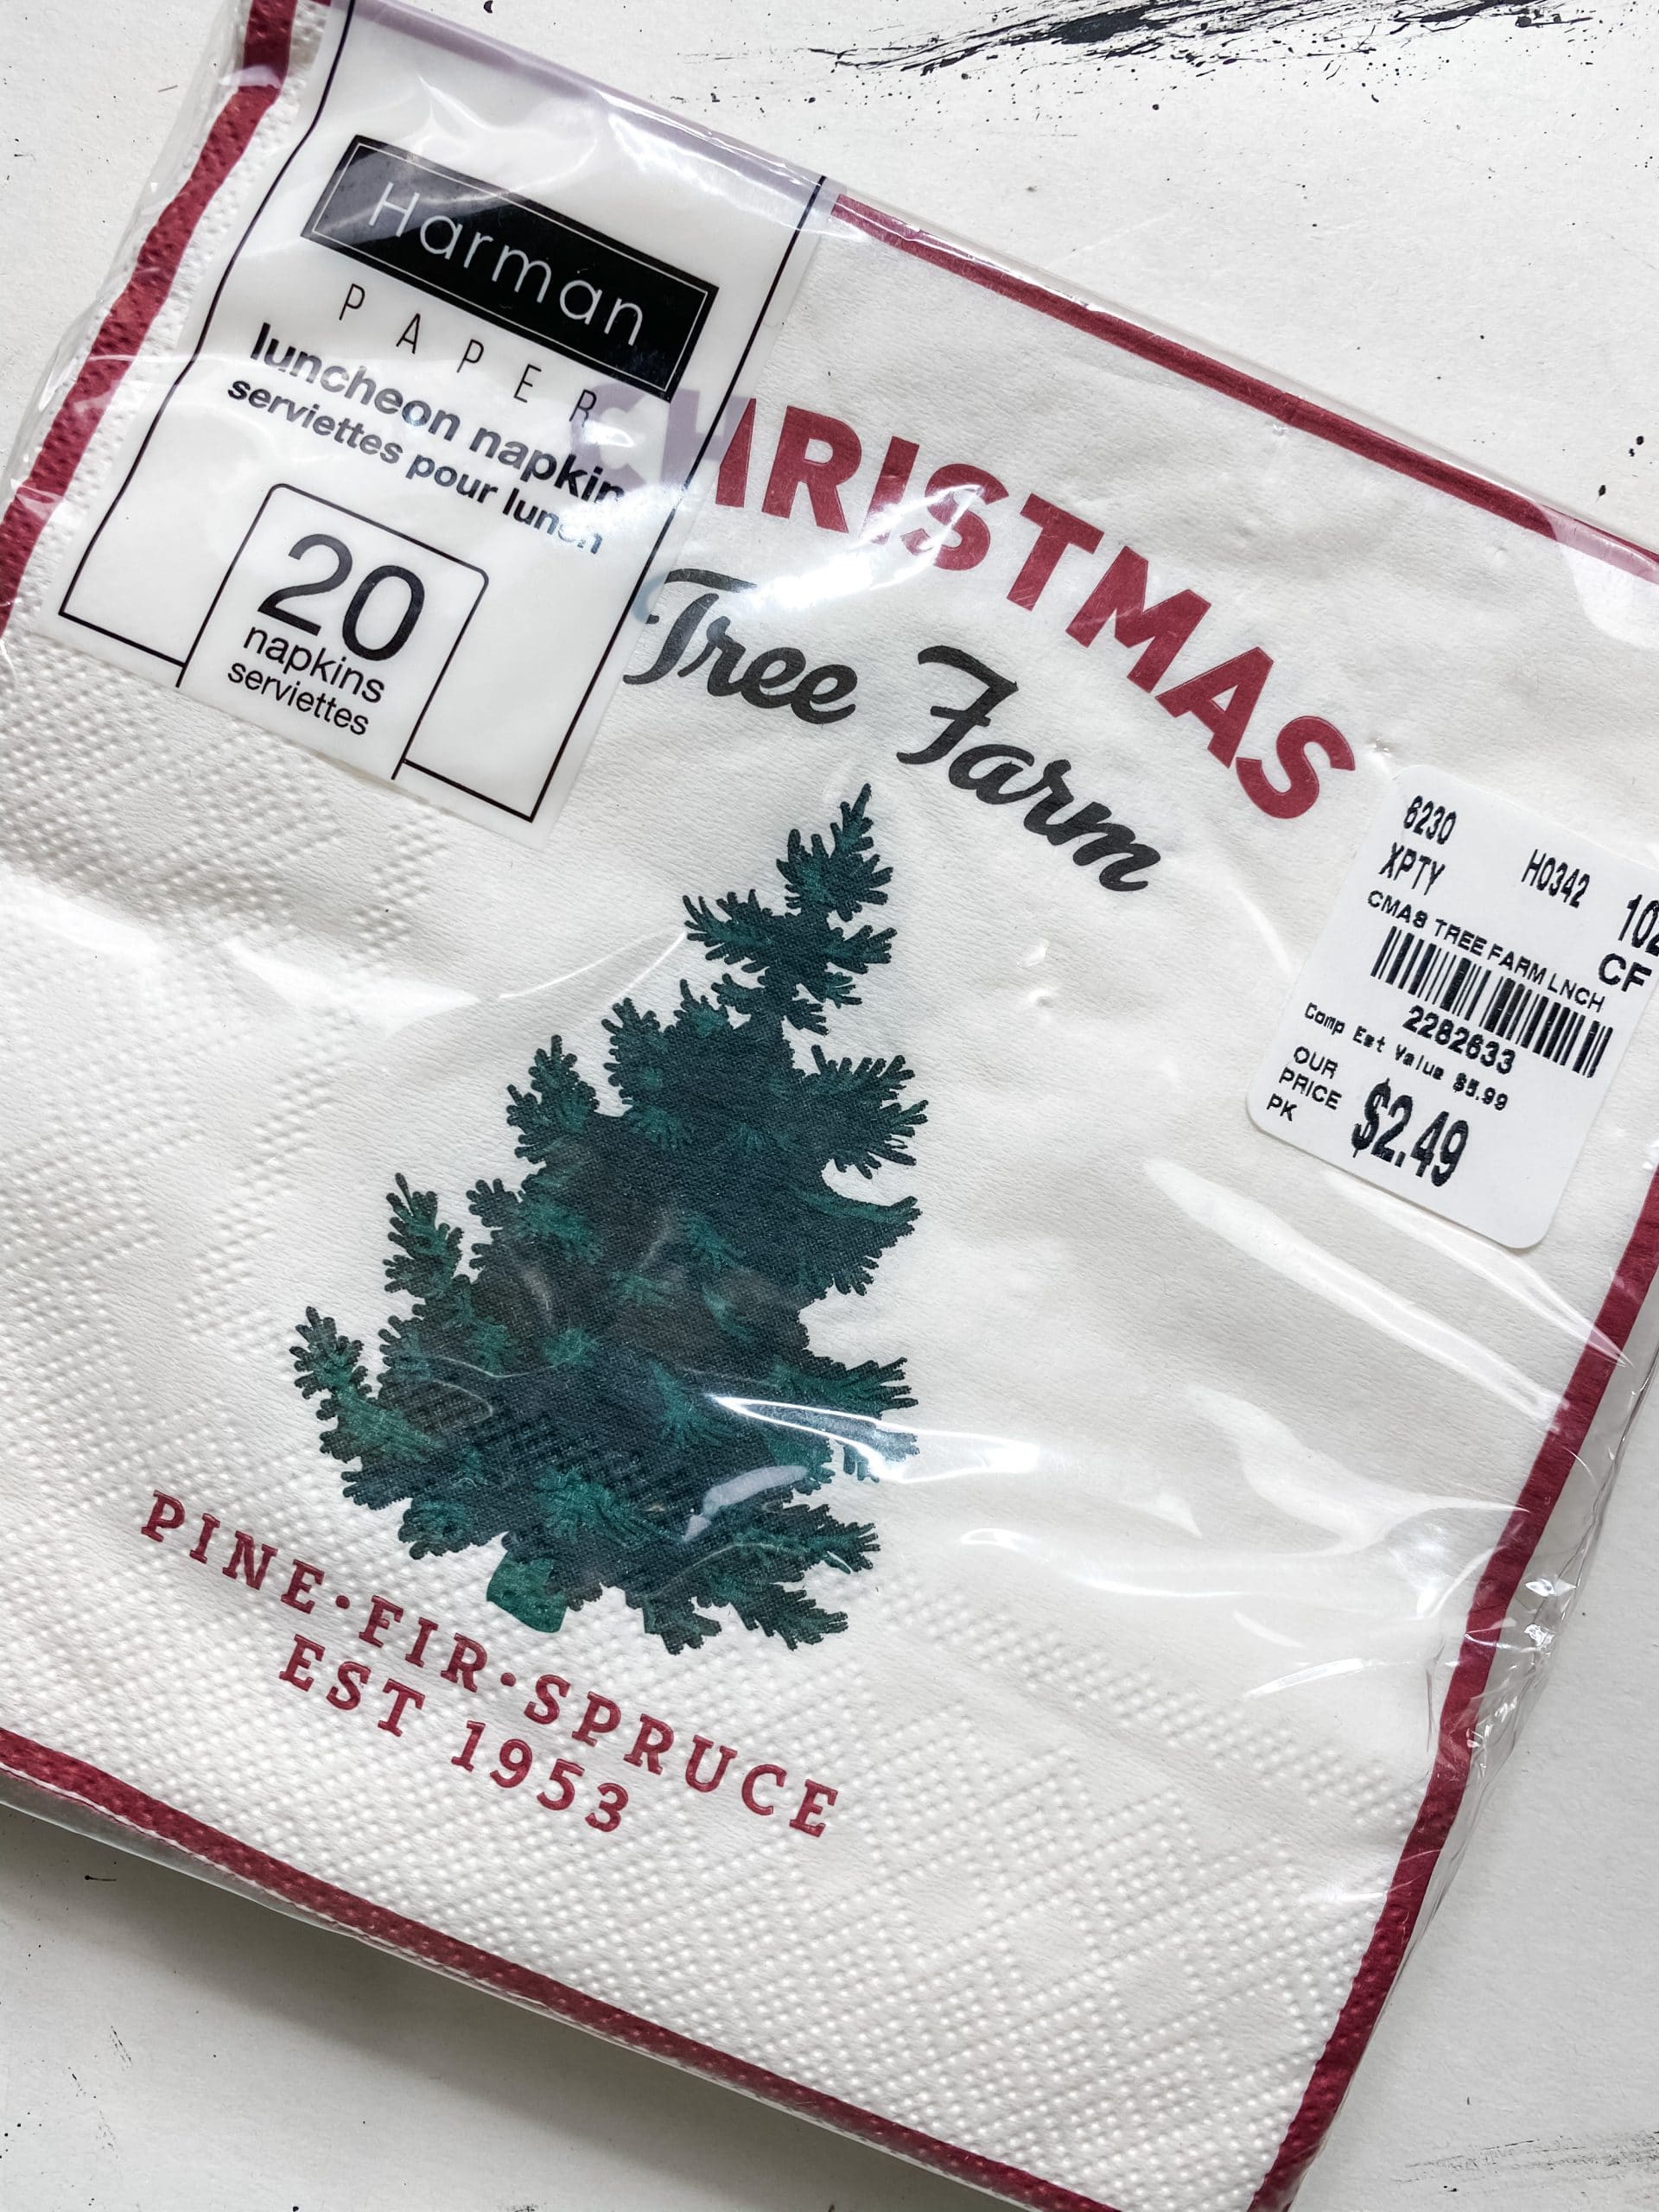 Harman
PAPER
luncheon napkin
serviettes pour lunch
20
napkins
serviettes
CHRISTMAS
Tree Farm
PINE·FIR·SPRUCE
EST 1953
6230
XPTY H0342
CMAS TREE FARM LNCH
CF
2282633
Comp Est Value $5.99
OUR
PRICE
PK
$2.49